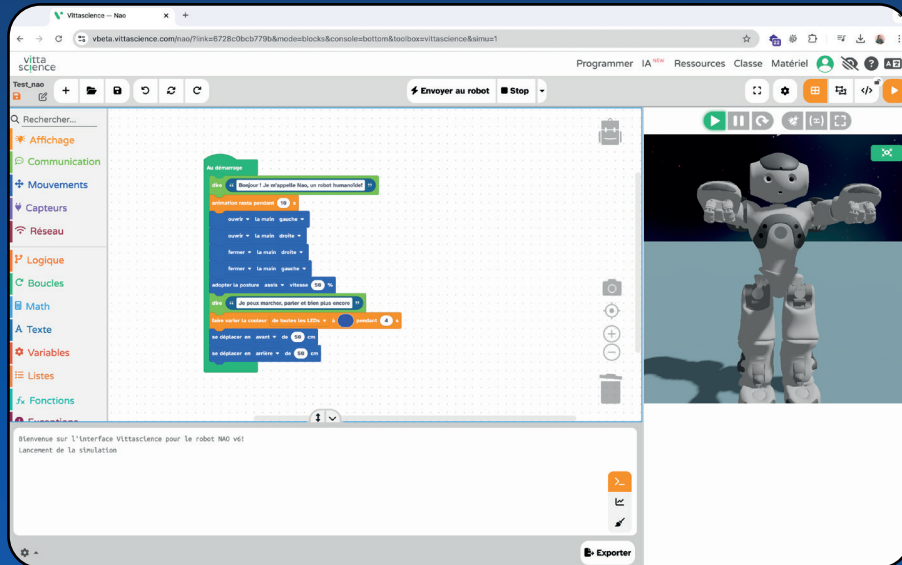 Vittascience — Nao
vbeta.vittascience.com/nao/?link=6728c0bcb779b&mode=blocks&console=bottom&toolbox=vittascience&simu=1
vitta
science
Programmer IA NEW Ressources Classe Matériel
Test_nao
Envoyer au robot Stop
Rechercher...
Affichage
Communication
Mouvements
Capteurs
Réseau
Logique
Boucles
Math
Texte
Variables
Listes
Fonctions
Exceptions
Au démarrage
dire “ Bonjour ! Je m'appelle Nao, un robot humanoïde! ”
animation rasta pendant 10 s
ouvrir la main gauche
ouvrir la main droite
fermer la main droite
fermer la main gauche
adopter la posture assis vitesse 50 %
dire “ Je peux marcher, parler et bien plus encore ”
faire varier la couleur de toutes les LEDs à pendant 4 s
se déplacer en avant de 50 cm
se déplacer en arrière de 50 cm
Bienvenue sur l'interface Vittascience pour le robot NAO v6!
Lancement de la simulation
Exporter